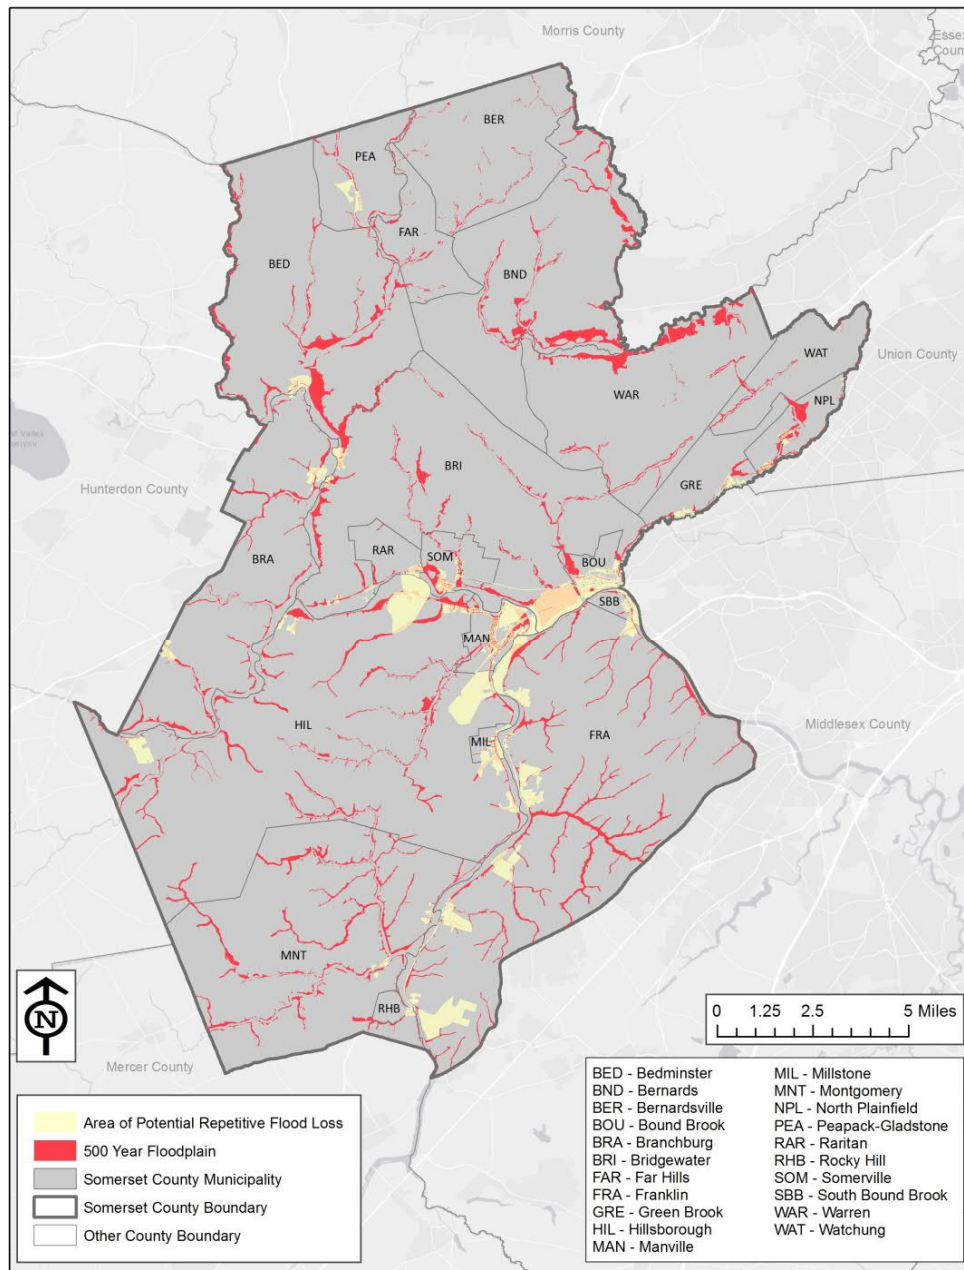 Morris County
Essex
County
BER
PEA
FAR
BED
BND
WAT
Union County
NPL
WAR
BRI
Hunterdon County
GRE
RAR
SOM
BOU
BRA
SBB
MAN
HIL
MIL
FRA
Middlesex County
MNT
RHB
N
Mercer County
0 1.25 2.5 5 Miles
Area of Potential Repetitive Flood Loss
500 Year Floodplain
Somerset County Municipality
Somerset County Boundary
Other County Boundary
BED - Bedminster
BND - Bernards
BER - Bernardsville
BOU - Bound Brook
BRA - Branchburg
BRI - Bridgewater
FAR - Far Hills
FRA - Franklin
GRE - Green Brook
HIL - Hillsborough
MAN - Manville
MIL - Millstone
MNT - Montgomery
NPL - North Plainfield
PEA - Peapack-Gladstone
RAR - Raritan
RHB - Rocky Hill
SOM - Somerville
SBB - South Bound Brook
WAR - Warren
WAT - Watchung